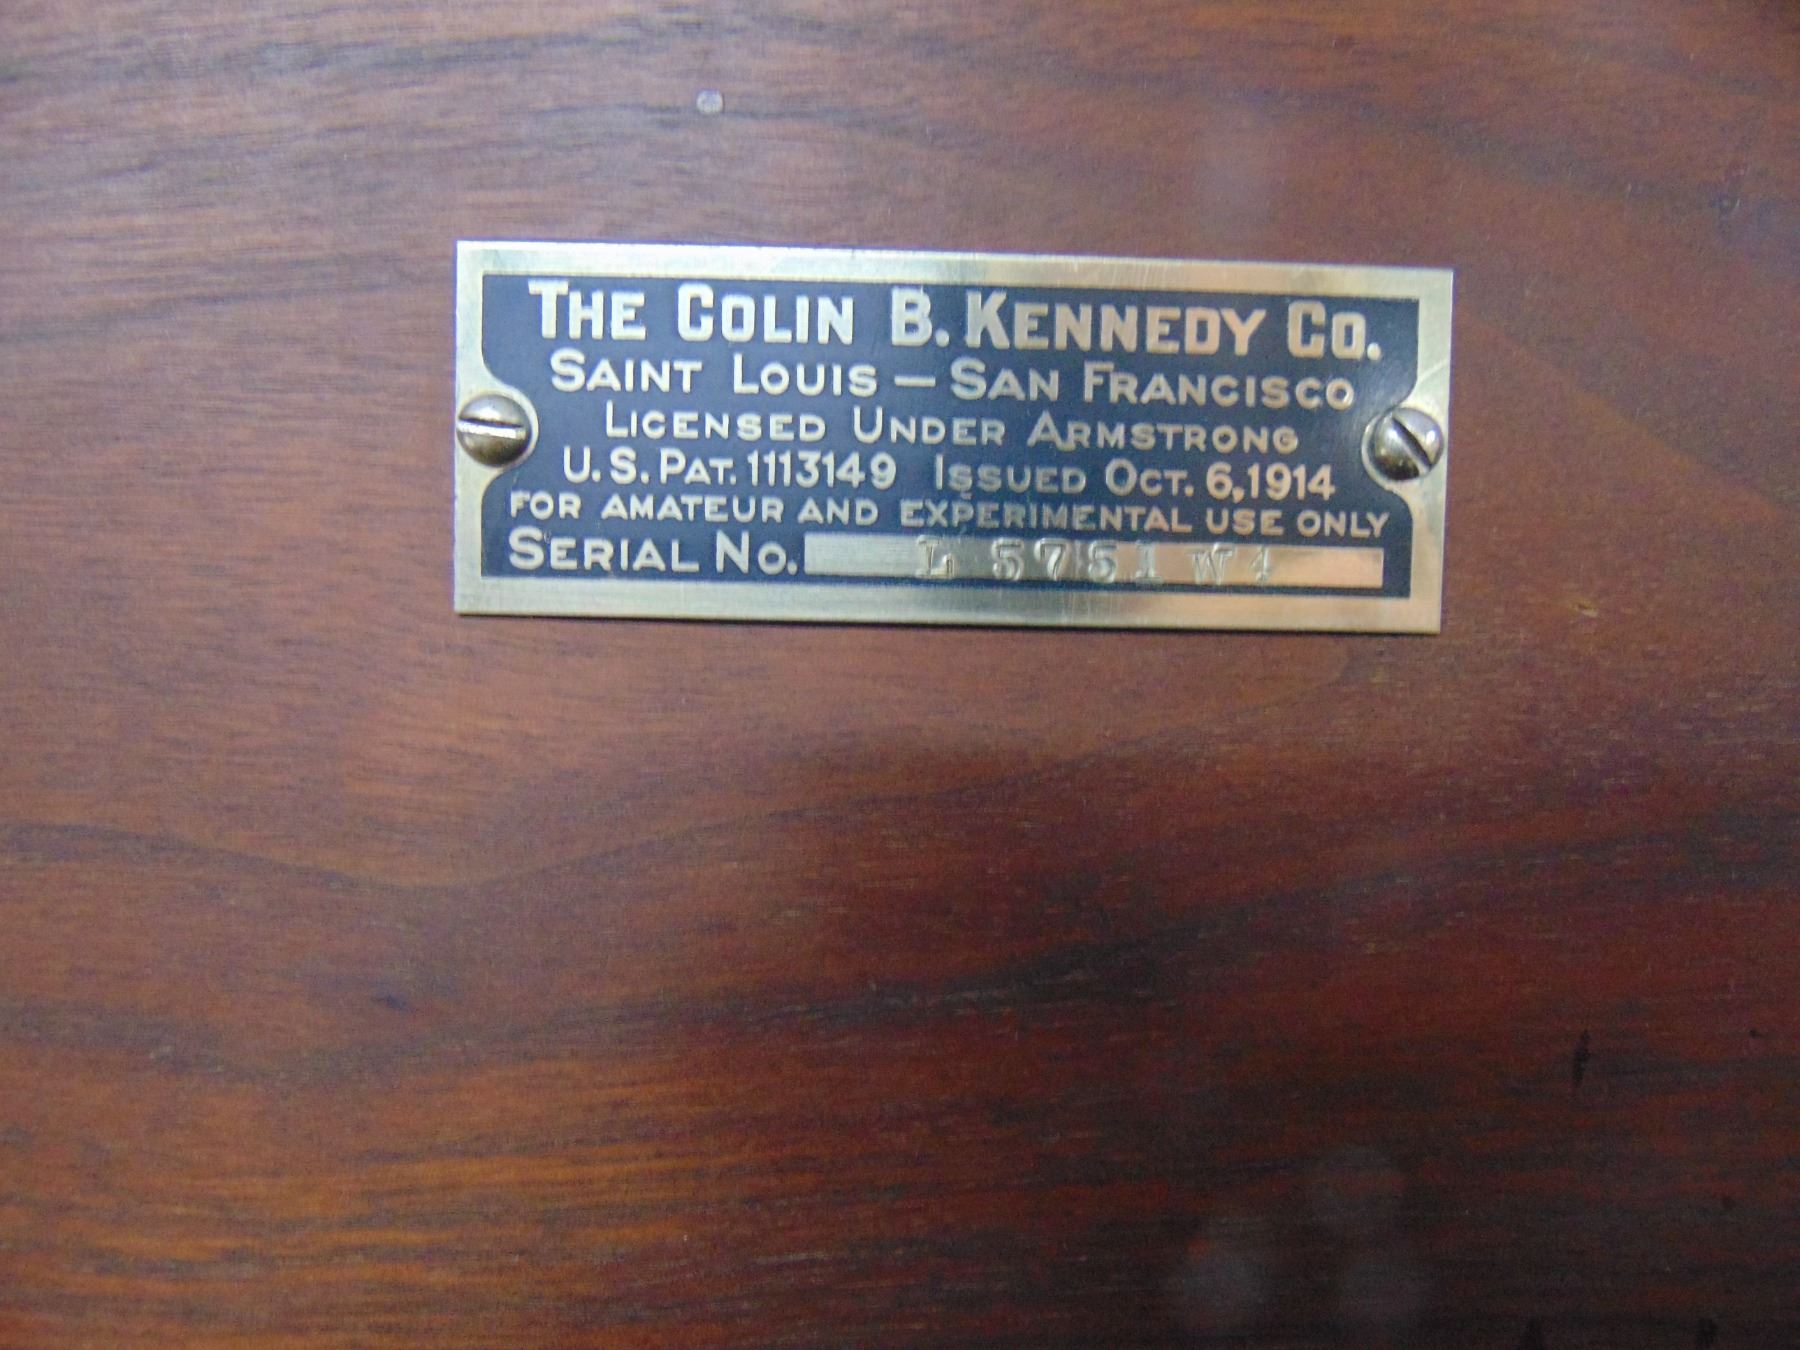 THE COLIN B. KENNEDY CO.
SAINT LOUIS — SAN FRANCISCO
LICENSED UNDER ARMSTRONG
U.S. PAT. 1113149 ISSUED OCT. 6, 1914
FOR AMATEUR AND EXPERIMENTAL USE ONLY
SERIAL NO. L 5751 W4